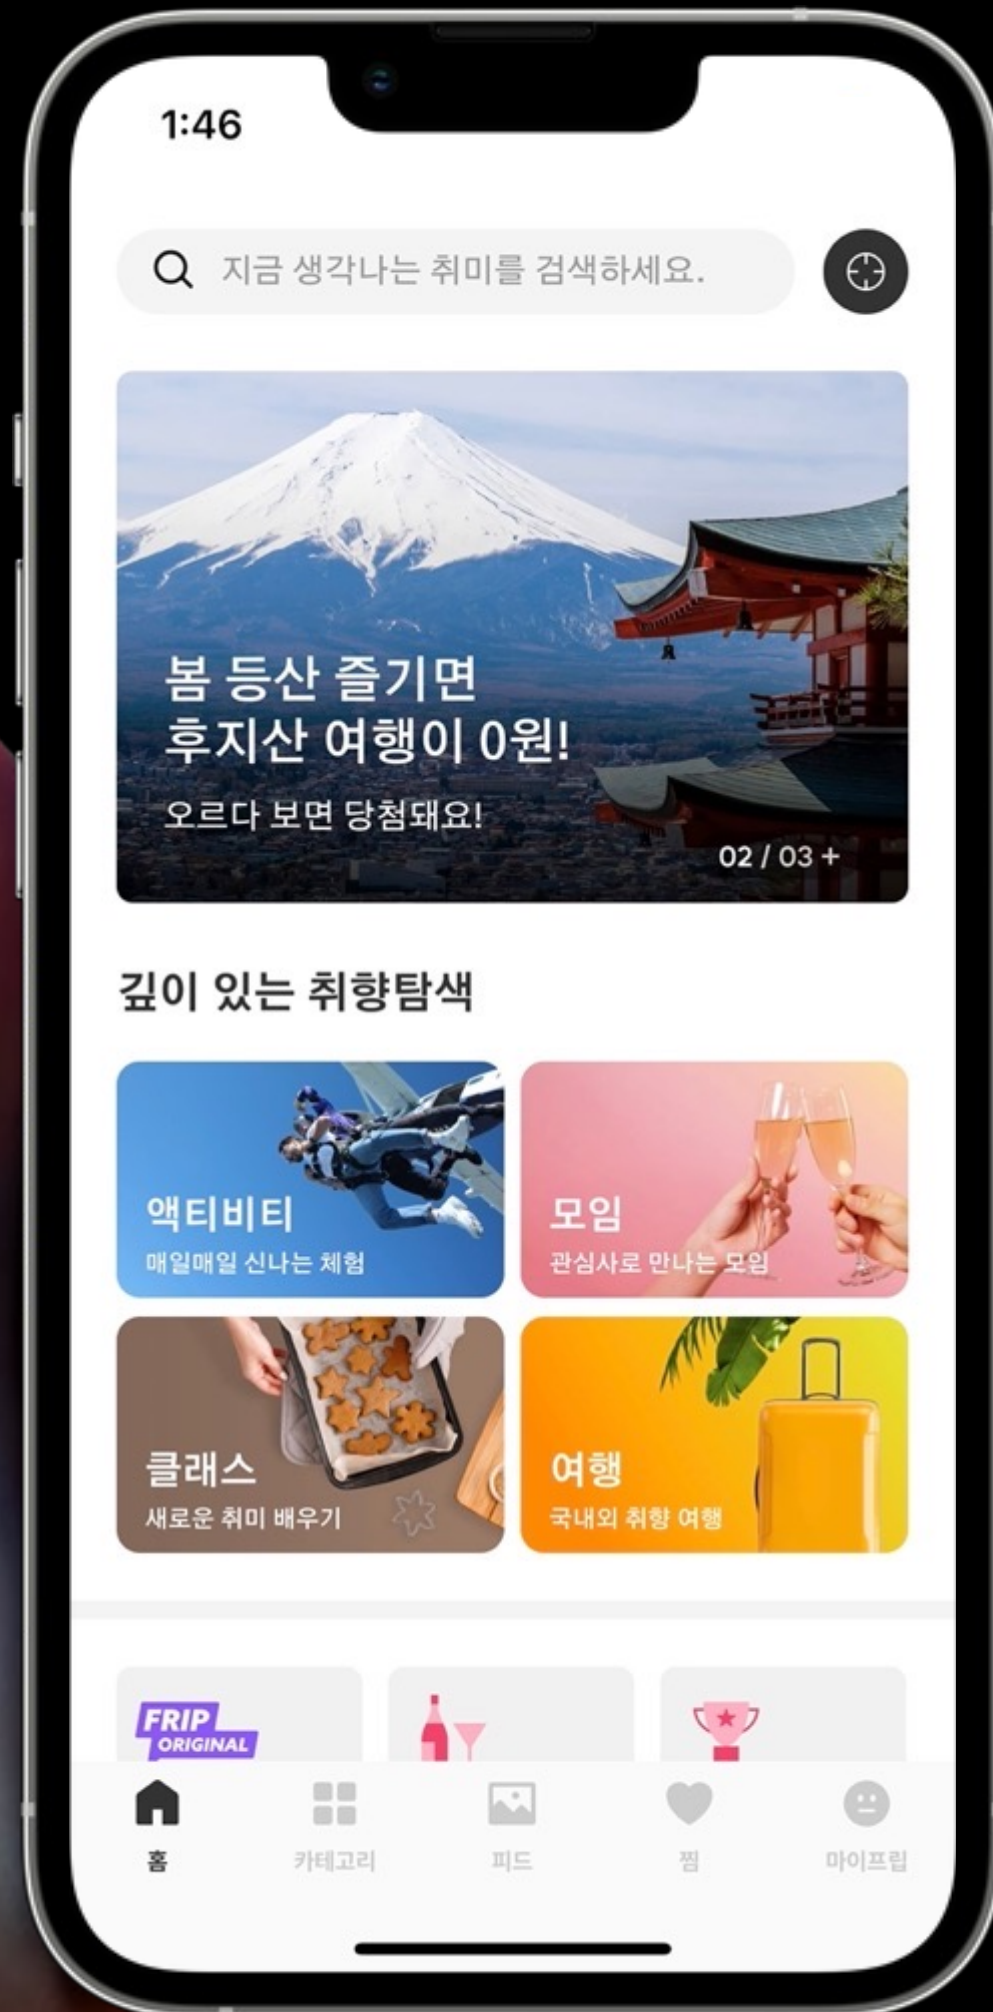 1:46
지금 생각나는 취미를 검색하세요.
봄 등산 즐기면
후지산 여행이 0원!
오르다 보면 당첨돼요!
02 / 03 +
깊이 있는 취향탐색
액티비티
매일매일 신나는 체험
모임
관심사로 만나는 모임
클래스
새로운 취미 배우기
여행
국내외 취향 여행
FRIP
ORIGINAL
홈
카테고리
피드
찜
마이프립